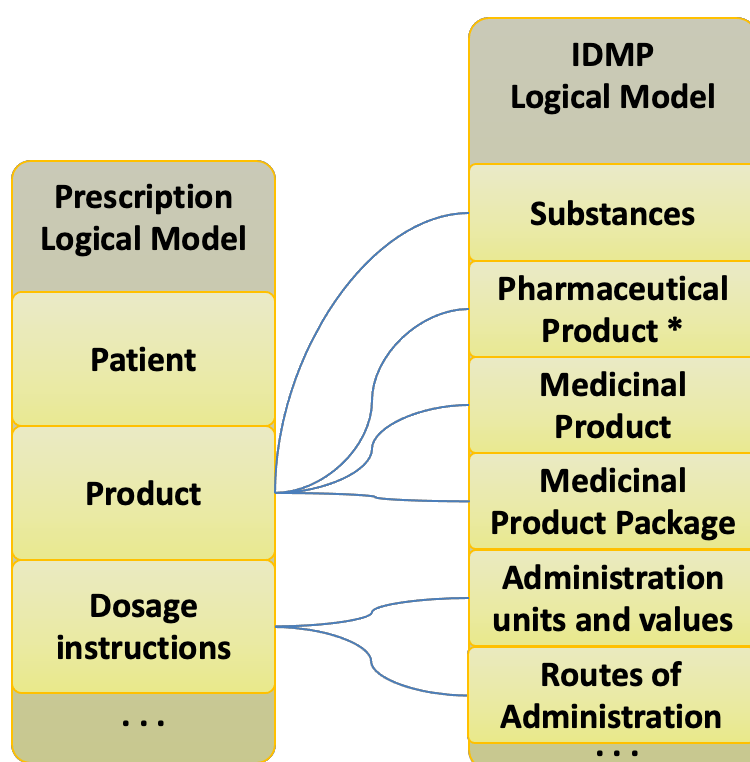 Prescription
Logical Model
Patient
Product
Dosage
instructions
. . .
IDMP
Logical Model
Substances
Pharmaceutical
Product *
Medicinal
Product
Medicinal
Product Package
Administration
units and values
Routes of
Administration
. . .